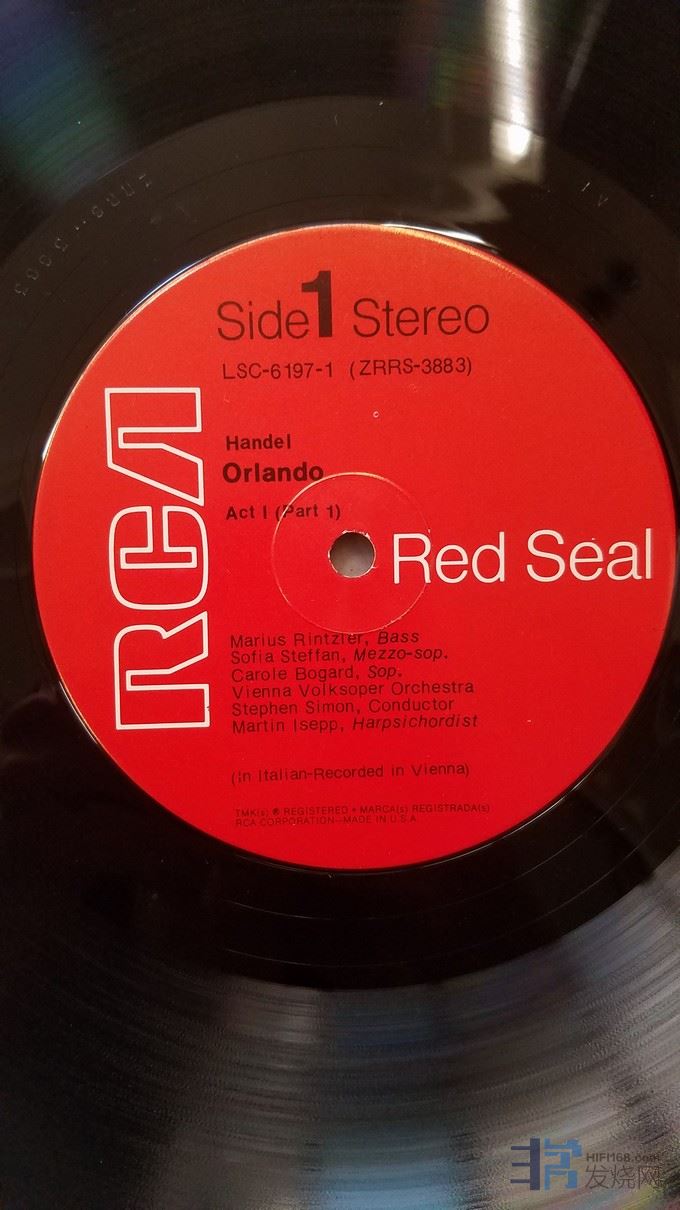 Side 1 Stereo
LSC-6197-1 (ZRRS-3883)
Handel
Orlando
Act I (Part 1)
RCA
Red Seal
Marius Rintzler, Bass
Sofia Steffan, Mezzo-sop.
Carole Bogard, Sop.
Vienna Volksoper Orchestra
Stephen Simon, Conductor
Martin Isepp, Harpsichordist
(In Italian-Recorded in Vienna)
TMK(s) ® REGISTERED • MARCA(s) REGISTRADA(s)
RCA CORPORATION—MADE IN U.S.A.
HIFI168.com
发烧网